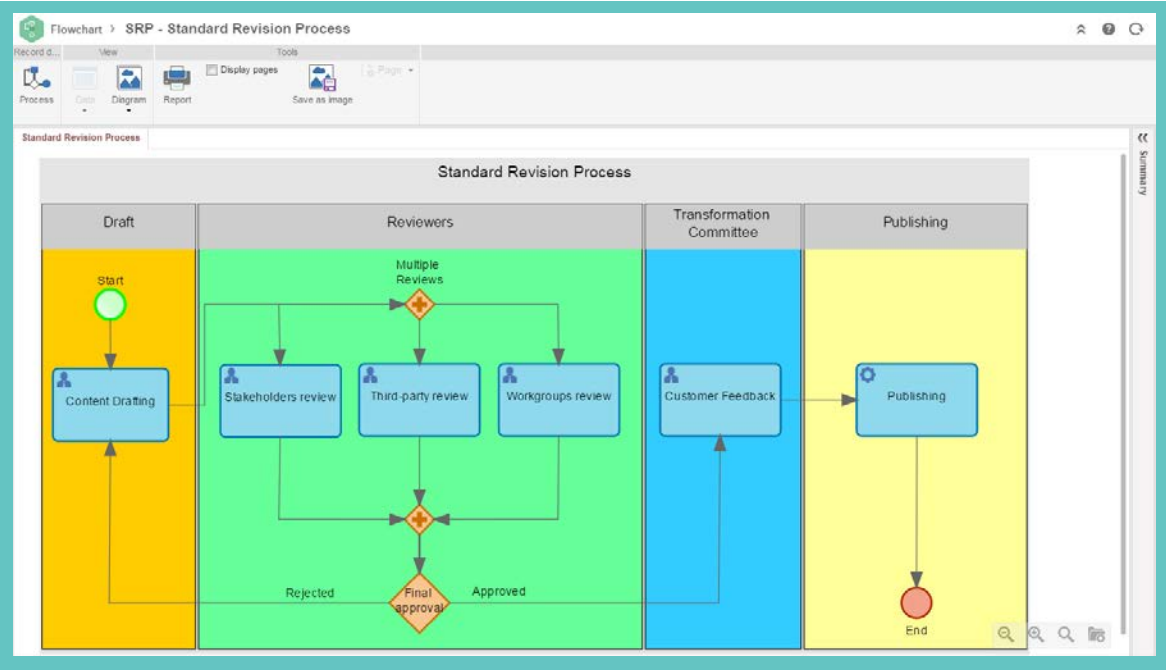 Flowchart > SRP - Standard Revision Process
Record d... View Tools
Process Data Diagram Report Display pages Save as image Page
Standard Revision Process
Summary
Standard Revision Process
Draft Reviewers Transformation Committee Publishing
Start
Multiple
Reviews
Content Drafting
Stakeholders review
Third-party review
Workgroups review
Customer Feedback
Publishing
Rejected
Final
approval
Approved
End